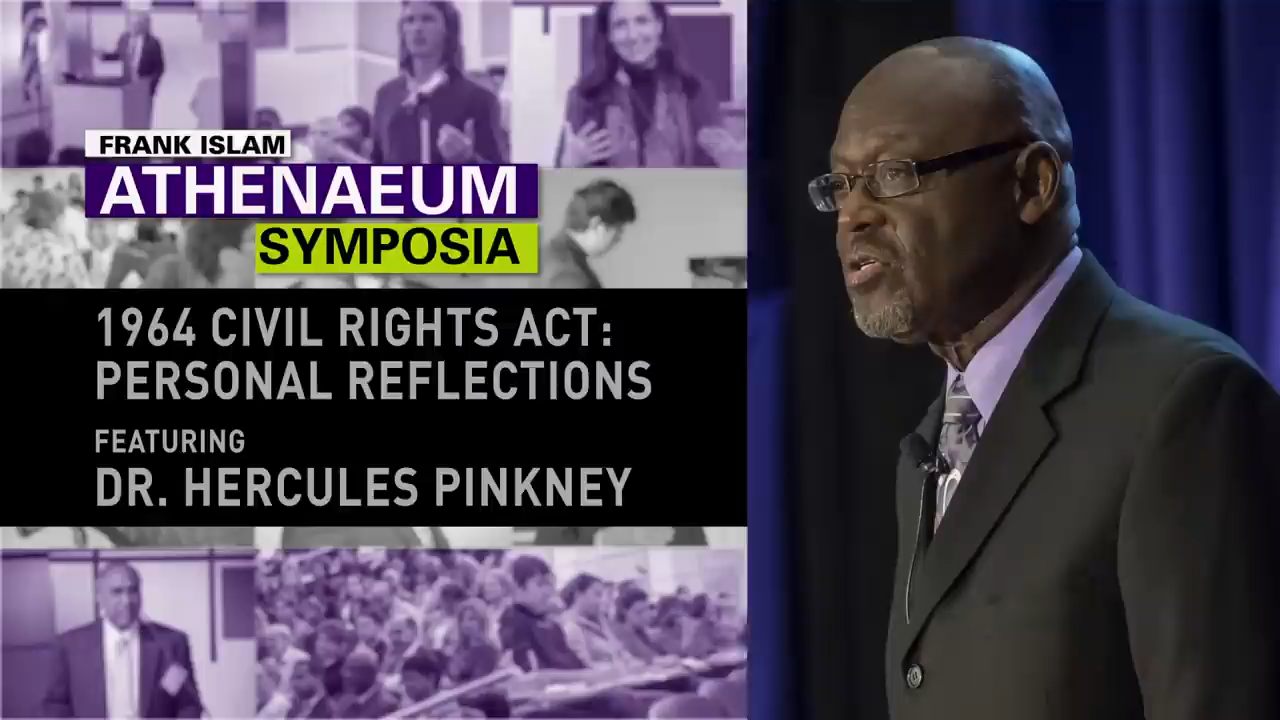 FRANK ISLAM
ATHENAEUM
SYMPOSIA
1964 CIVIL RIGHTS ACT:
PERSONAL REFLECTIONS
FEATURING
DR. HERCULES PINKNEY